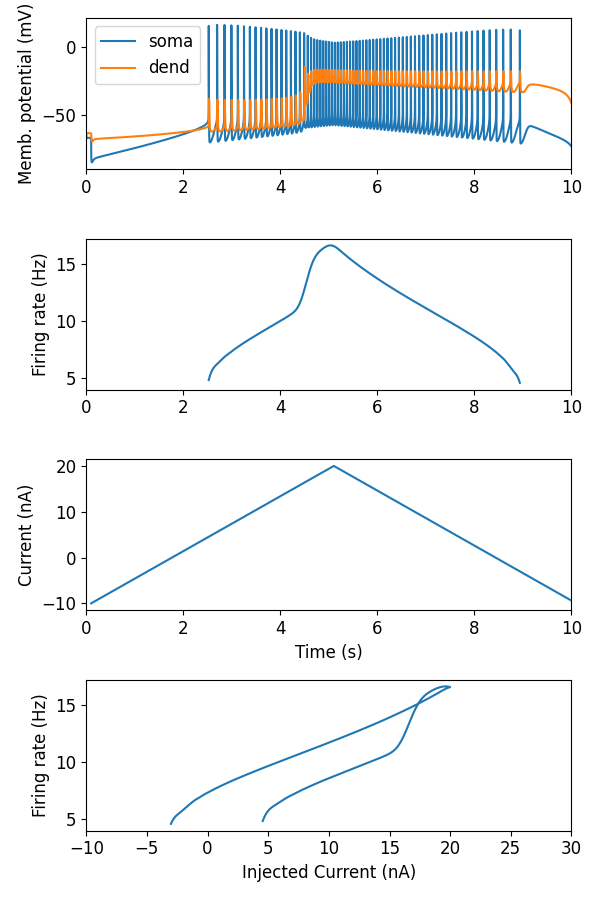 Memb. potential (mV)
0
−50
soma
dend
0 2 4 6 8 10
Firing rate (Hz)
15
10
5
0 2 4 6 8 10
Current (nA)
20
10
0
−10
0 2 4 6 8 10
Time (s)
Firing rate (Hz)
15
10
5
−10 −5 0 5 10 15 20 25 30
Injected Current (nA)